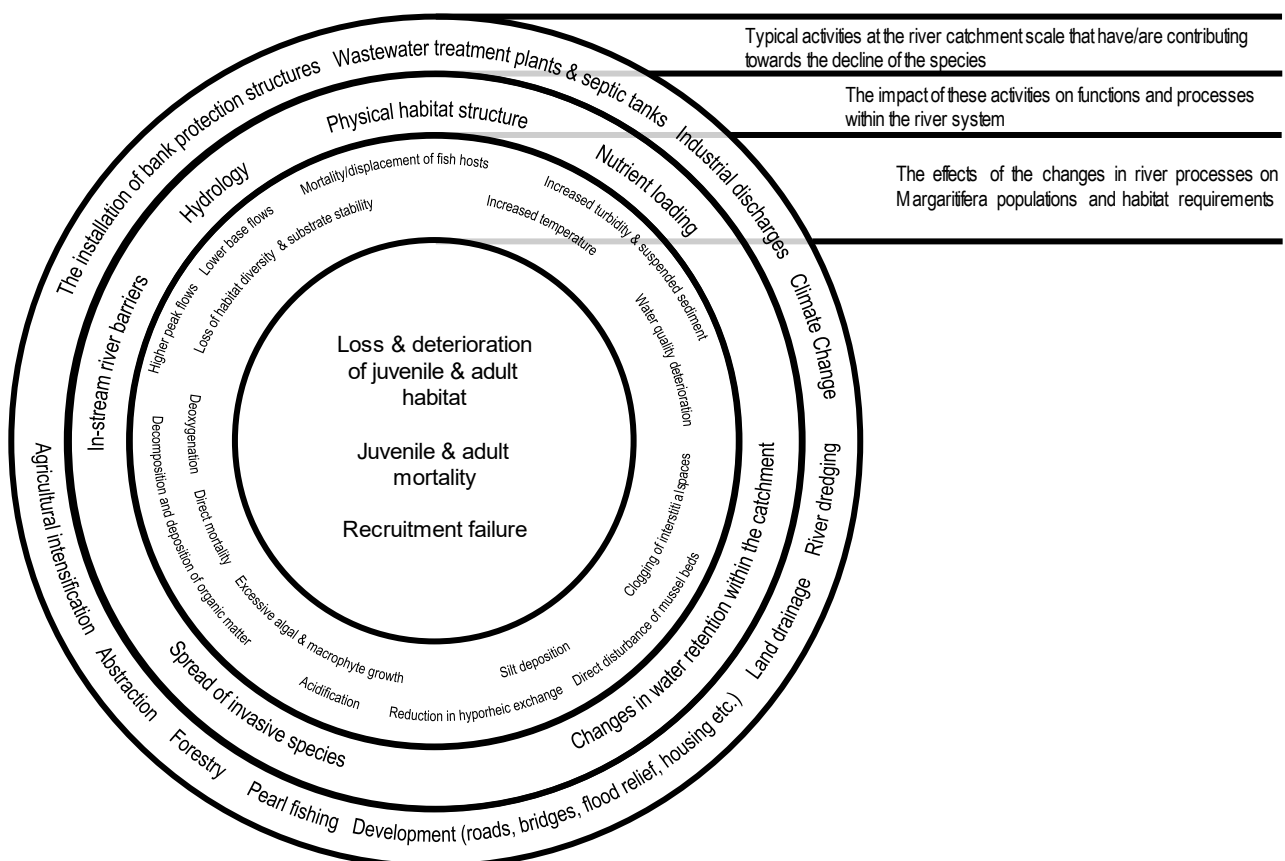 Typical activities at the river catchment scale that have/are contributing
towards the decline of the species
The impact of these activities on functions and processes
within the river system
The effects of the changes in river processes on
Margaritifera populations and habitat requirements
The installation of bank protection structures
Wastewater treatment plants & septic tanks
Industrial discharges
Climate Change
River dredging
Land drainage
Development (roads, bridges, flood relief, housing etc.)
Pearl fishing
Forestry
Abstraction
Agricultural intensification
In-stream river barriers
Hydrology
Physical habitat structure
Nutrient loading
Changes in water retention within the catchment
Spread of invasive species
Higher peak flows
Lower base flows
Mortality/displacement of fish hosts
Loss of habitat diversity & substrate stability
Increased temperature
Increased turbidity & suspended sediment
Water quality deterioration
Clogging of interstitial spaces
Direct disturbance of mussel beds
Silt deposition
Reduction in hyporheic exchange
Acidification
Excessive algal & macrophyte growth
Decomposition and deposition of organic matter
Direct mortality
Deoxygenation
Loss & deterioration
of juvenile & adult
habitat
Juvenile & adult
mortality
Recruitment failure